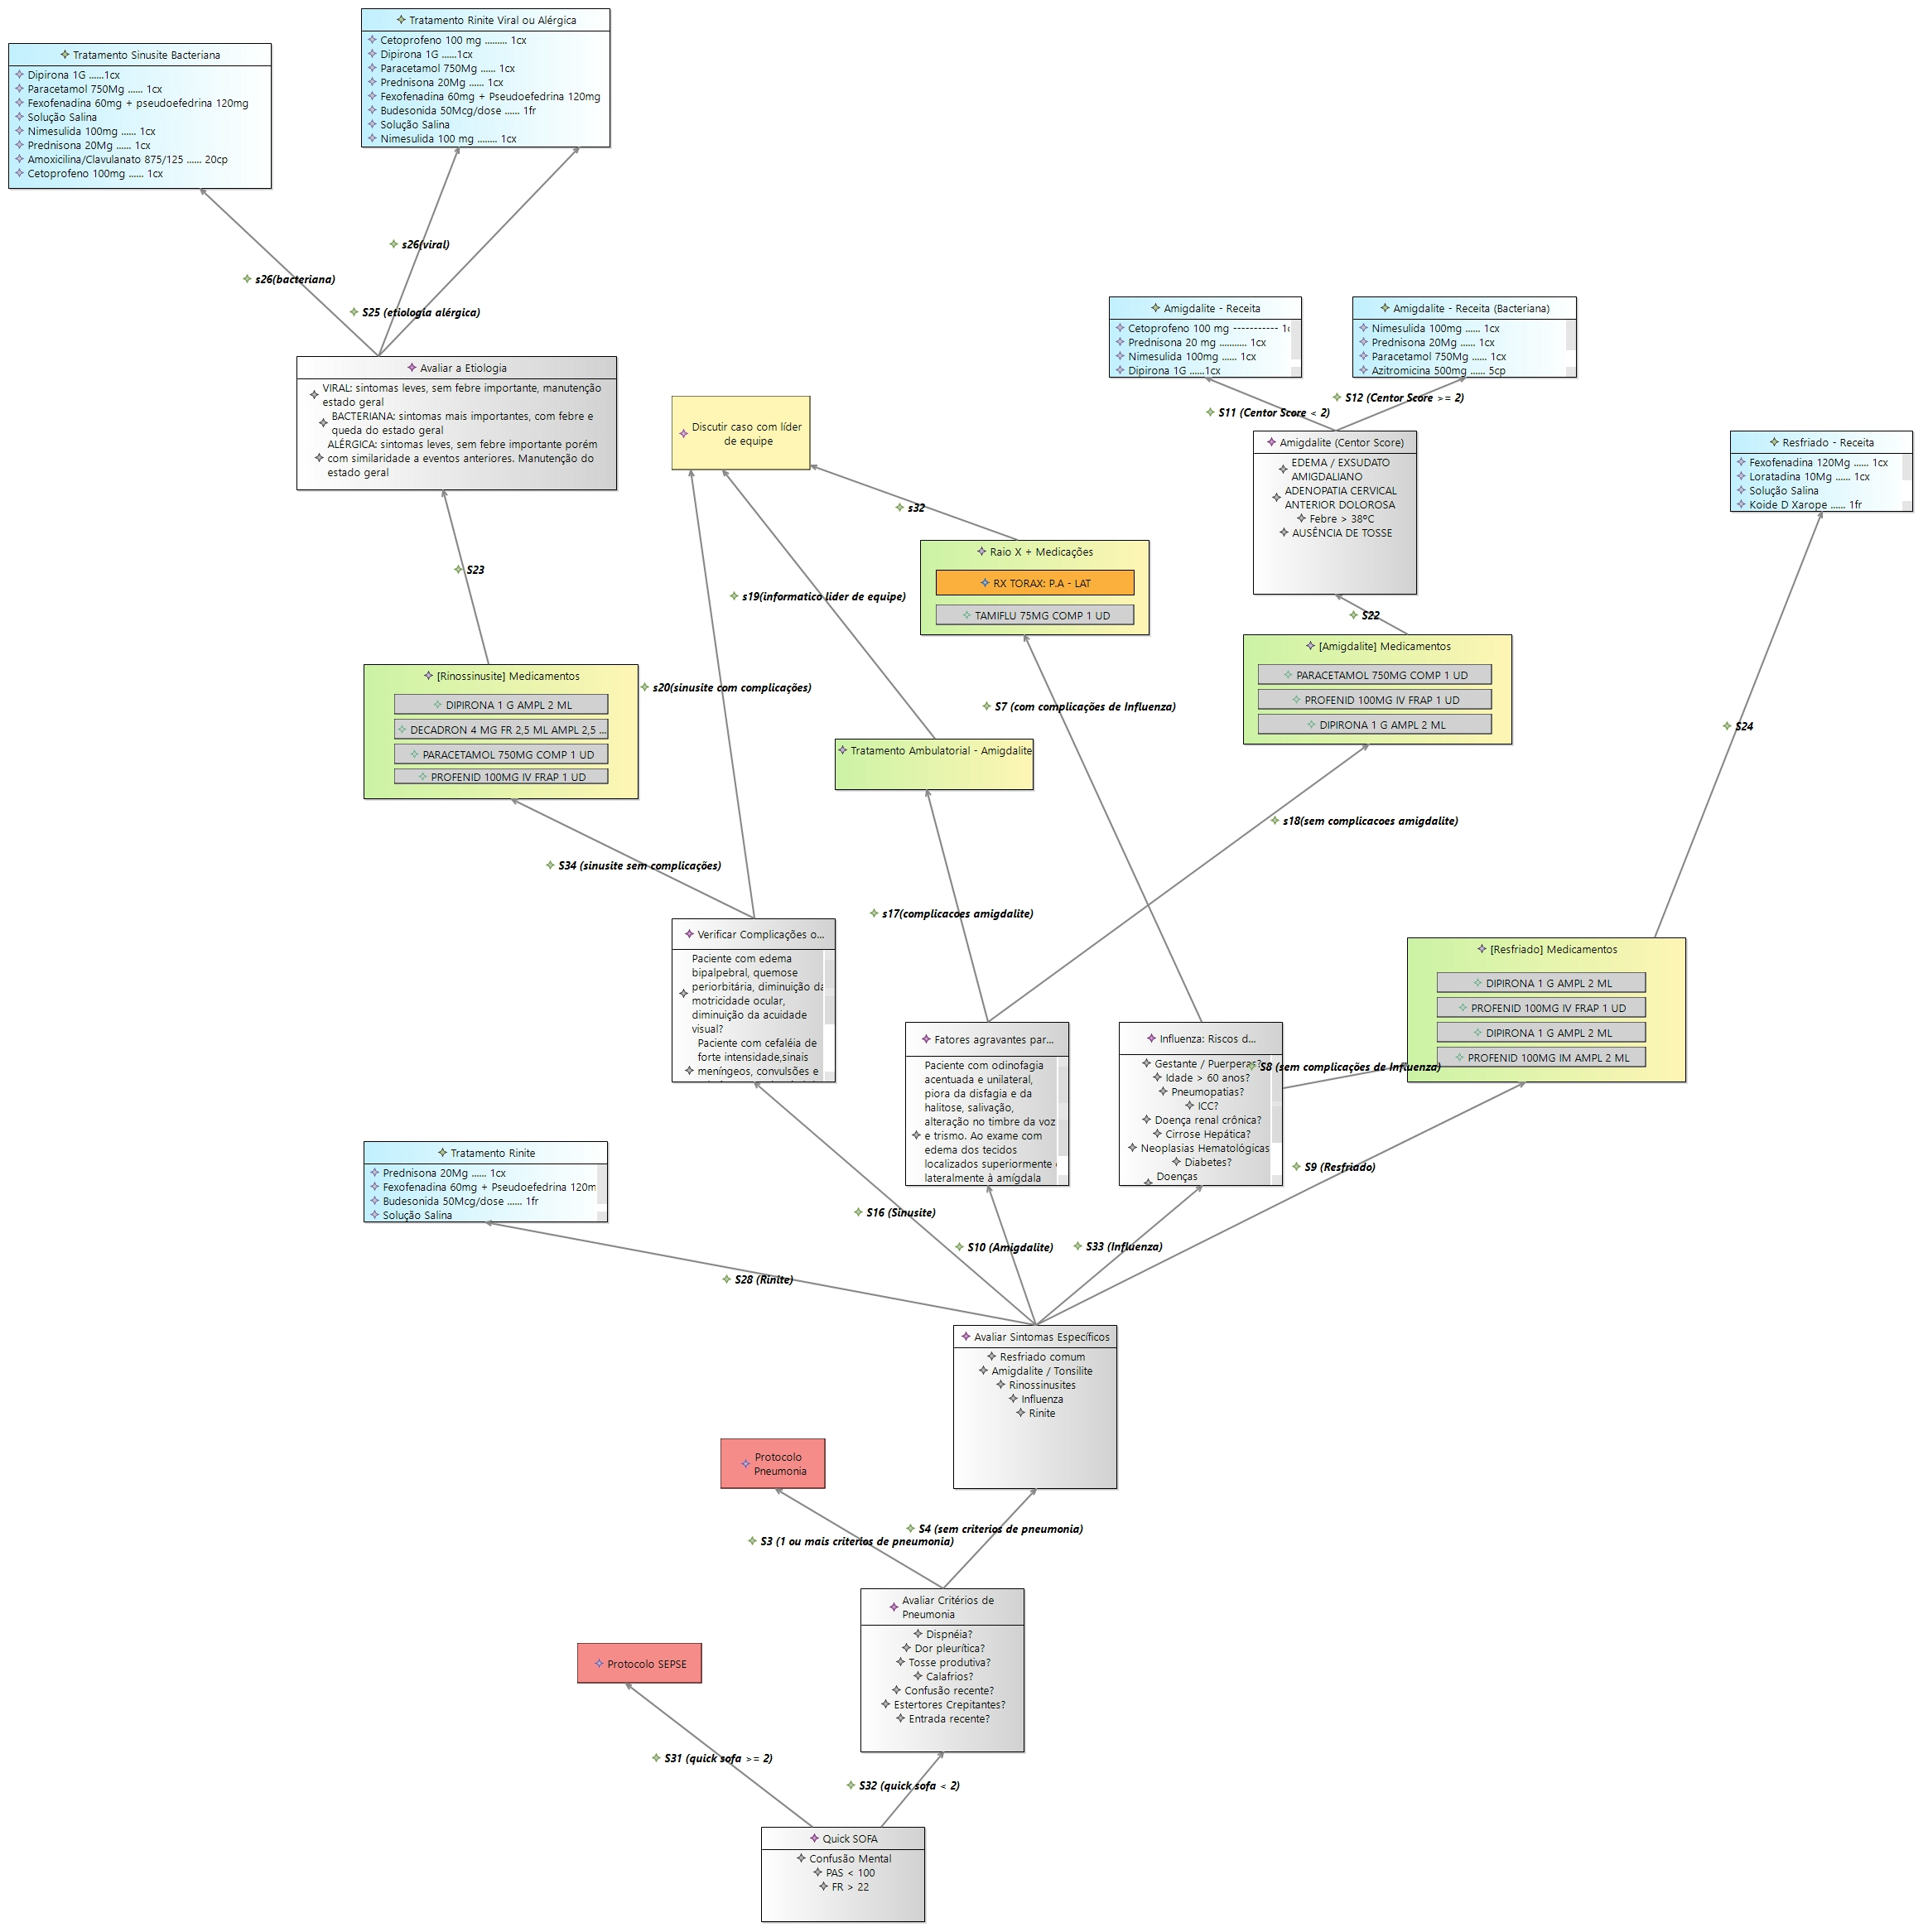 Tratamento Rinite Viral ou Alérgica
Cetoprofeno 100 mg ......... 1cx
Dipirona 1G ......1cx
Paracetamol 750Mg ...... 1cx
Prednisona 20Mg ...... 1cx
Fexofenadina 60mg + Pseudoefedrina 120mg
Budesonida 50Mcg/dose ...... 1fr
Solução Salina
Nimesulida 100 mg ........ 1cx
Tratamento Sinusite Bacteriana
Dipirona 1G ......1cx
Paracetamol 750Mg ...... 1cx
Fexofenadina 60mg + pseudoefedrina 120mg
Solução Salina
Nimesulida 100mg ...... 1cx
Prednisona 20Mg ...... 1cx
Amoxicilina/Clavulanato 875/125 ...... 20cp
Cetoprofeno 100mg ...... 1cx
s26(viral)
s26(bacteriana)
S25 (etiologia alérgica)
Avaliar a Etiologia
VIRAL: sintomas leves, sem febre importante, manutenção
estado geral
BACTERIANA: sintomas mais importantes, com febre e
queda do estado geral
ALÉRGICA: sintomas leves, sem febre importante porém
com similaridade a eventos anteriores. Manutenção do
estado geral
Amigdalite - Receita
Cetoprofeno 100 mg -----------
Prednisona 20 mg ........... 1cx
Nimesulida 100mg ...... 1cx
Dipirona 1G ......1cx
Amigdalite - Receita (Bacteriana)
Nimesulida 100mg ...... 1cx
Prednisona 20Mg ...... 1cx
Paracetamol 750Mg ...... 1cx
Azitromicina 500mg ...... 5cp
S11 (Centor Score < 2)
S12 (Centor Score >= 2)
Discutir caso com líder
de equipe
Amigdalite (Centor Score)
EDEMA / EXSUDATO
AMIGDALIANO
ADENOPATIA CERVICAL
ANTERIOR DOLOROSA
Febre > 38ºC
AUSÊNCIA DE TOSSE
Resfriado - Receita
Fexofenadina 120Mg ...... 1cx
Loratadina 10Mg ...... 1cx
Solução Salina
Koide D Xarope ...... 1fr
s32
S23
Raio X + Medicações
RX TORAX: P.A - LAT
TAMIFLU 75MG COMP 1 UD
s19(informatico lider de equipe)
S22
[Amigdalite] Medicamentos
PARACETAMOL 750MG COMP 1 UD
PROFENID 100MG IV FRAP 1 UD
DIPIRONA 1 G AMPL 2 ML
[Rinossinusite] Medicamentos
DIPIRONA 1 G AMPL 2 ML
DECADRON 4 MG FR 2,5 ML AMPL 2,5 ...
PARACETAMOL 750MG COMP 1 UD
PROFENID 100MG IV FRAP 1 UD
s20(sinusite com complicações)
S7 (com complicações de Influenza)
S24
Tratamento Ambulatorial - Amigdalite
s18(sem complicacoes amigdalite)
S34 (sinusite sem complicações)
s17(complicacoes amigdalite)
Verificar Complicações o...
Paciente com edema
bipalpebral, quemose
periorbitária, diminuição da
motricidade ocular,
diminuição da acuidade
visual?
Paciente com cefaléia de
forte intensidade,sinais
meníngeos, convulsões e
[Resfriado] Medicamentos
DIPIRONA 1 G AMPL 2 ML
PROFENID 100MG IV FRAP 1 UD
DIPIRONA 1 G AMPL 2 ML
PROFENID 100MG IM AMPL 2 ML
Fatores agravantes par...
Paciente com odinofagia
acentuada e unilateral,
piora da disfagia e da
halitose, salivação,
alteração no timbre da voz
e trismo. Ao exame com
edema dos tecidos
localizados superiormente
lateralmente à amígdala
Influenza: Riscos d...
Gestante / Puerperas?
Idade > 60 anos?
Pneumopatias?
ICC?
Doença renal crônica?
Cirrose Hepática?
Neoplasias Hematológicas
Diabetes?
Doenças
S8 (sem complicações de Influenza)
Tratamento Rinite
Prednisona 20Mg ...... 1cx
Fexofenadina 60mg + Pseudoefedrina 120m
Budesonida 50Mcg/dose ...... 1fr
Solução Salina
S9 (Resfriado)
S16 (Sinusite)
S10 (Amigdalite)
S33 (Influenza)
S28 (Rinite)
Avaliar Sintomas Específicos
Resfriado comum
Amigdalite / Tonsilite
Rinossinusites
Influenza
Rinite
Protocolo
Pneumonia
S4 (sem criterios de pneumonia)
S3 (1 ou mais criterios de pneumonia)
Avaliar Critérios de
Pneumonia
Dispnéia?
Dor pleurítica?
Tosse produtiva?
Calafrios?
Confusão recente?
Estertores Crepitantes?
Entrada recente?
Protocolo SEPSE
S31 (quick sofa >= 2)
S32 (quick sofa < 2)
Quick SOFA
Confusão Mental
PAS < 100
FR > 22